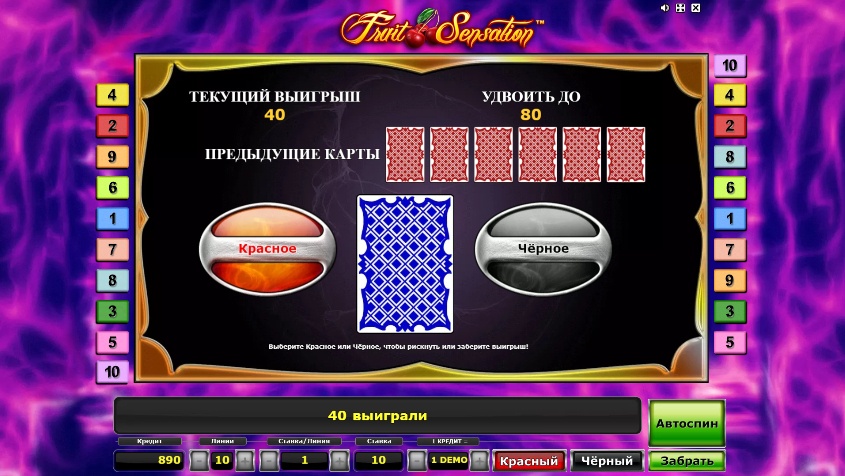 Fruit Sensation™
10
4
4
2
2
9
8
6
6
1
1
7
7
8
9
3
3
5
5
10
ТЕКУЩИЙ ВЫИГРЫШ
40
УДВОИТЬ ДО
80
ПРЕДЫДУЩИЕ КАРТЫ
Красное
Чёрное
Выберите Красное или Чёрное, чтобы рискнуть или заберите выигрыш!
40 выиграли
Автоспин
Кредит Линии Ставка/Линия Ставка 1 КРЕДИТ =
890 10 1 10 1 DEMO Красный Чёрный Забрать